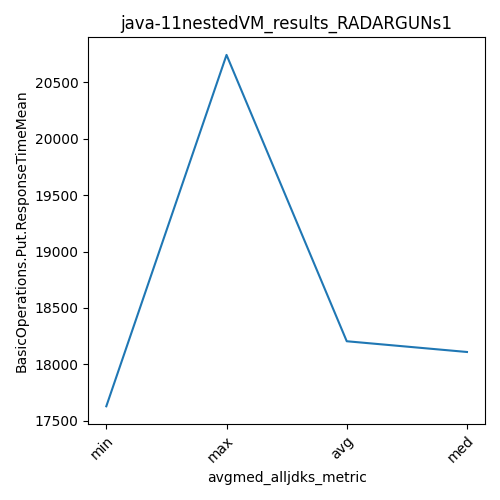 java-11nestedVM_results_RADARGUNs1
BasicOperations.Put.ResponseTimeMean
20500
20000
19500
19000
18500
18000
17500
min
max
avg
med
avgmed_alljdks_metric